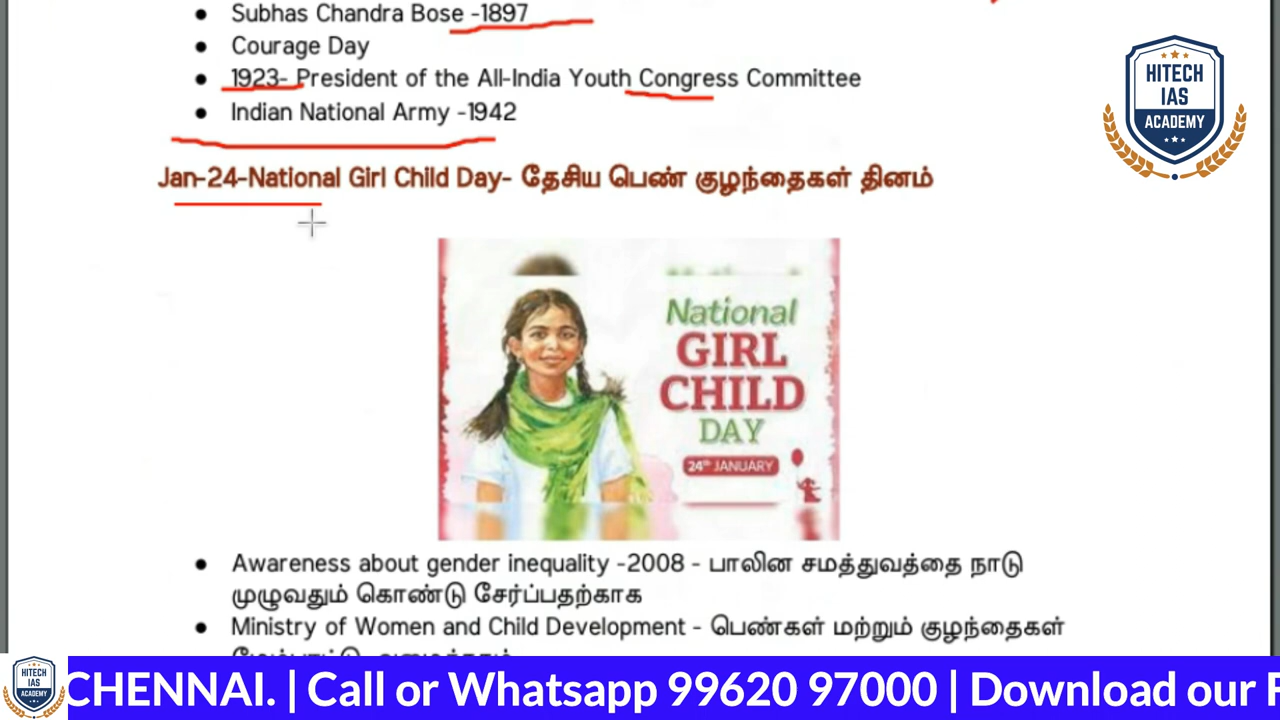 Subhas Chandra Bose -1897
Courage Day
1923- President of the All-India Youth Congress Committee
Indian National Army -1942
HITECH
IAS
ACADEMY
Jan-24-National Girl Child Day- தேசிய பெண் குழந்தைகள் தினம்
National
GIRL
CHILD
DAY
24th JANUARY
Awareness about gender inequality -2008 - பாலின சமத்துவத்தை நாடு
முழுவதும் கொண்டு சேர்ப்பதற்காக
Ministry of Women and Child Development - பெண்கள் மற்றும் குழந்தைகள்
HITECH
IAS
ACADEMY
CHENNAI. | Call or Whatsapp 99620 97000 | Download our